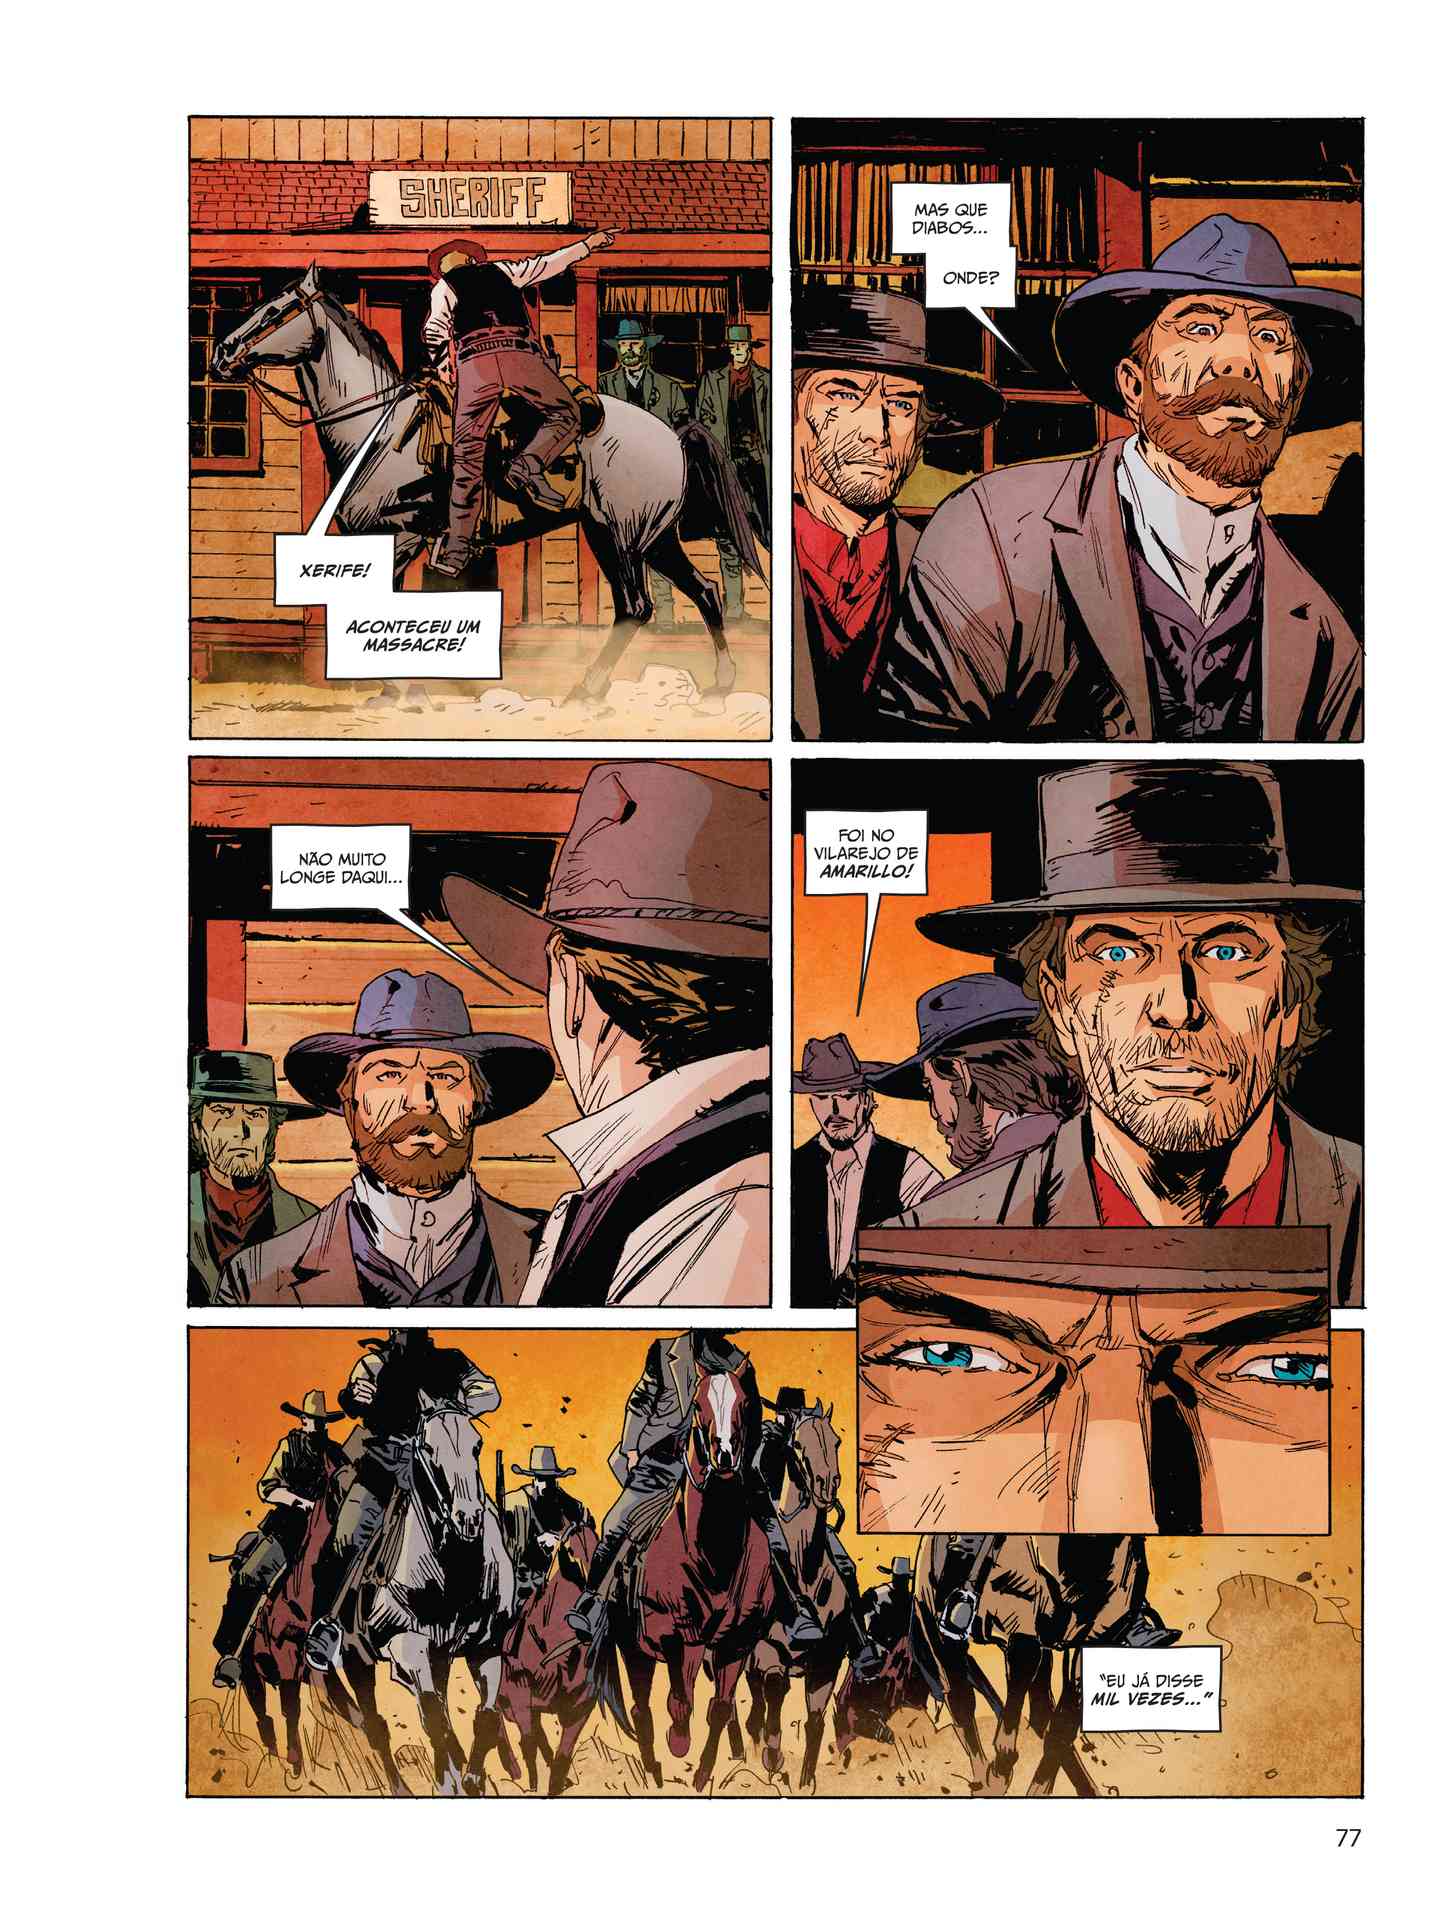 SHERIFF
XERIFE!
ACONTECEU UM
MASSACRE!
MAS QUE
DIABOS...
ONDE?
NÃO MUITO
LONGE DAQUI...
FOI NO
VILAREJO DE
AMARILLO!
"EU JÁ DISSE
MIL VEZES..."
77